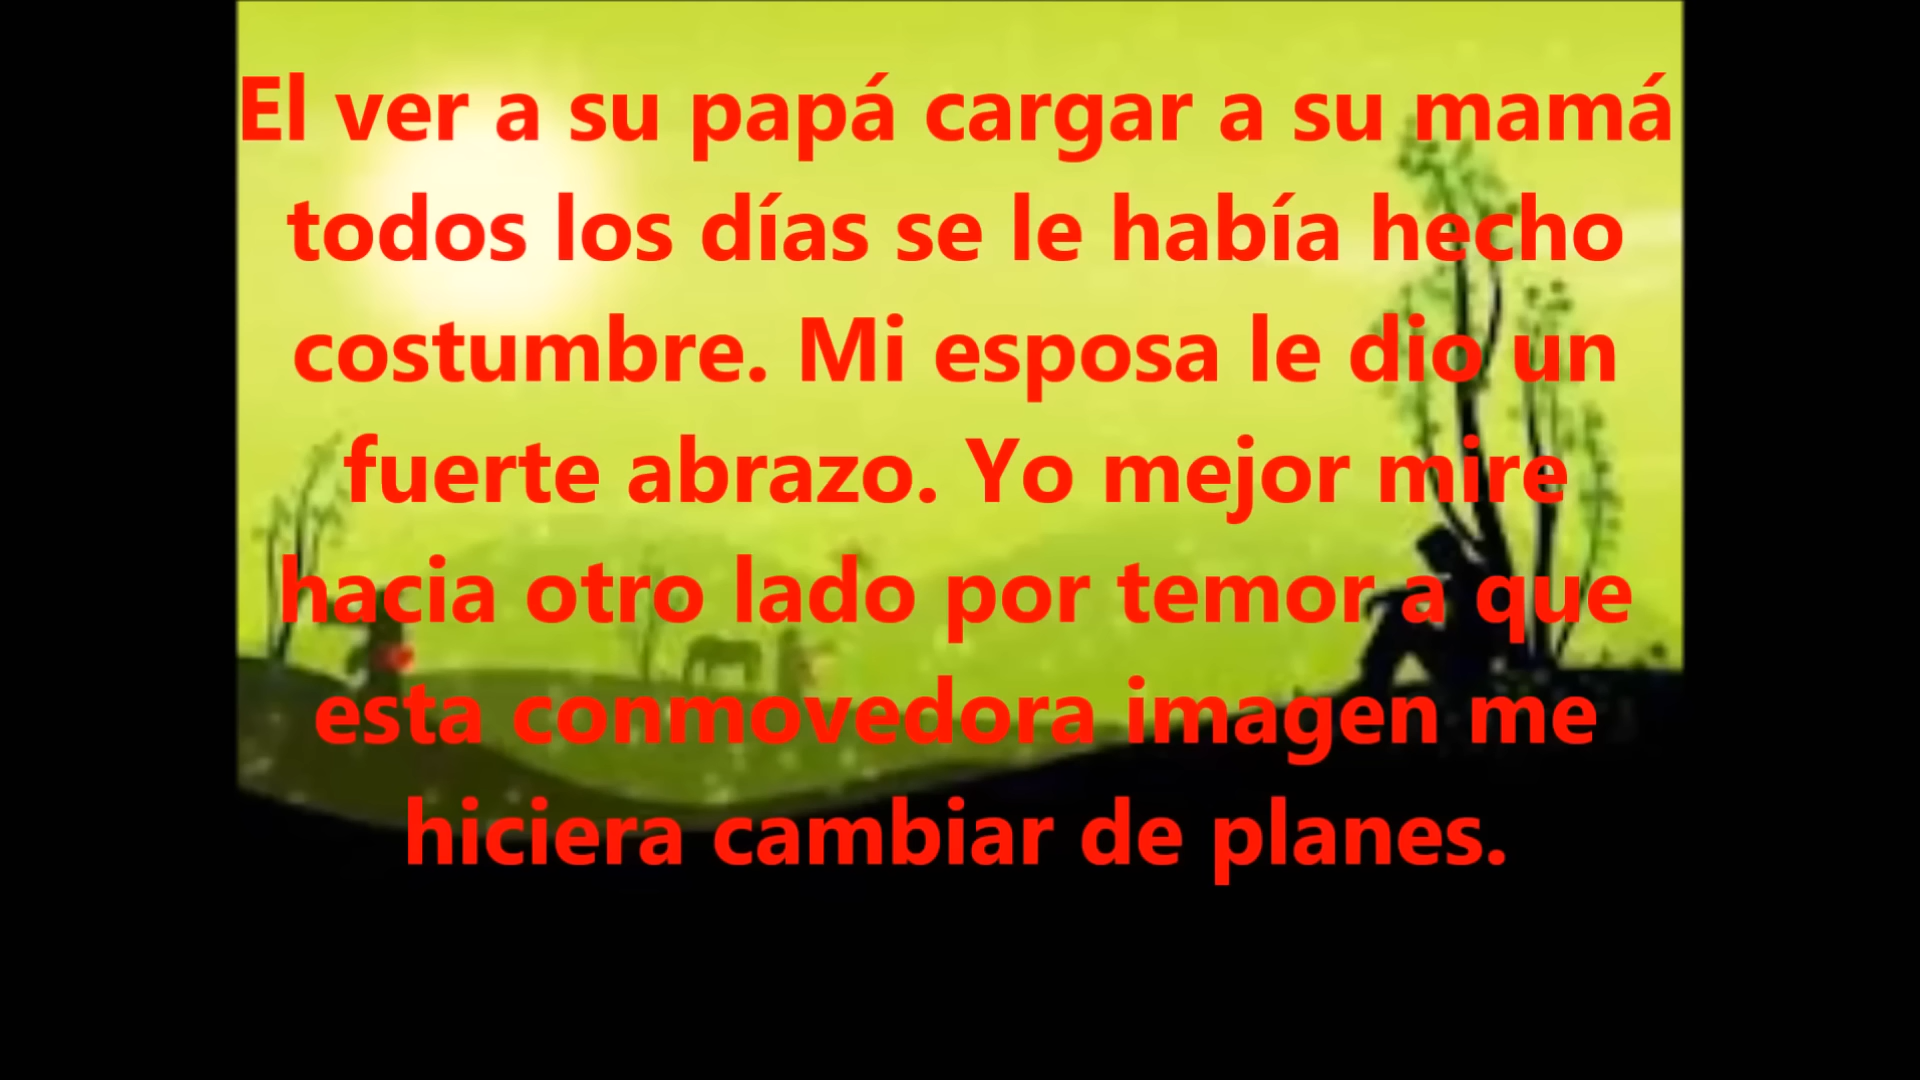 El ver a su papá cargar a su mamá
todos los días se le había hecho
costumbre. Mi esposa le dio un
fuerte abrazo. Yo mejor mire
hacia otro lado por temor a que
esta conmovedora imagen me
hiciera cambiar de planes.